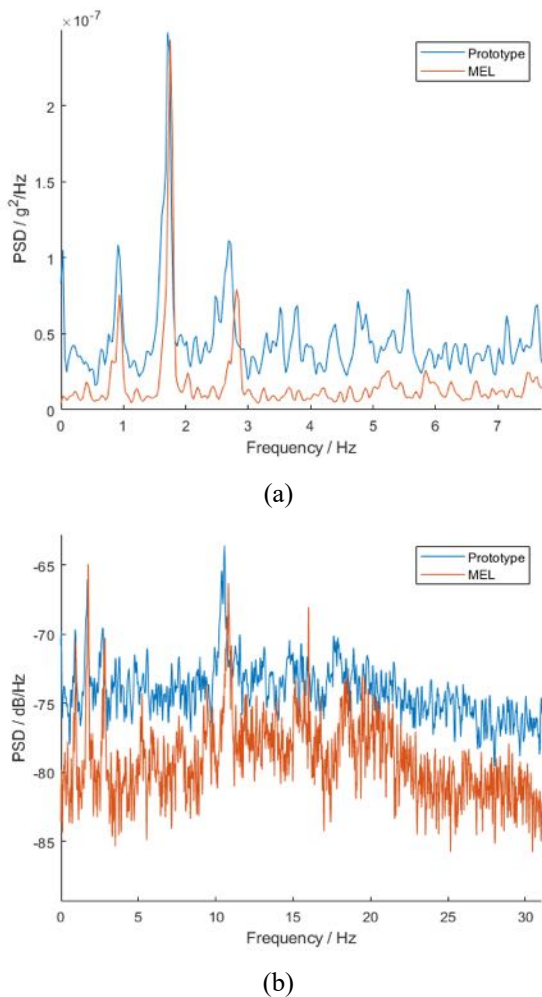 ×10⁻⁷
Prototype
MEL
2
1.5
1
0.5
0
PSD / g²/Hz
0 1 2 3 4 5 6 7
Frequency / Hz
(a)
Prototype
MEL
-65
-70
-75
-80
-85
PSD / dB/Hz
0 5 10 15 20 25 30
Frequency / Hz
(b)